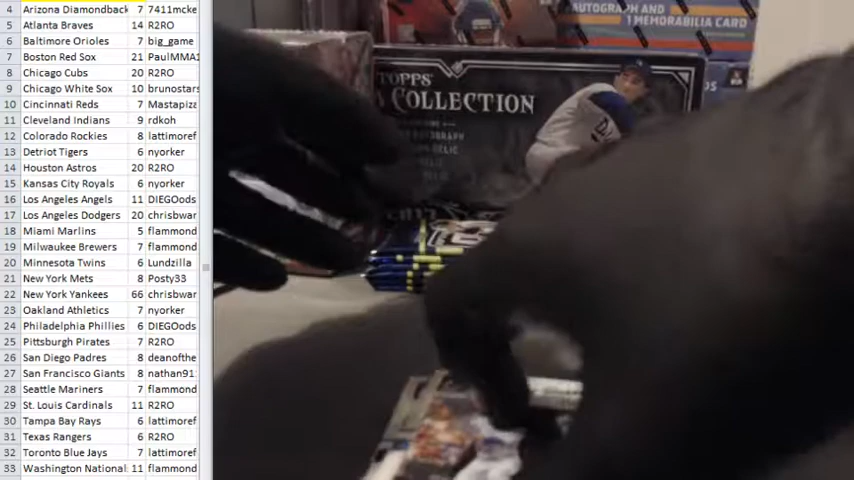 4 Arizona Diamondback 7 7411mcke
5 Atlanta Braves 14 R2RO
6 Baltimore Orioles 7 big_game
7 Boston Red Sox 21 PaulMMA1
8 Chicago Cubs 20 R2RO
9 Chicago White Sox 10 brunostars
10 Cincinnati Reds 7 Mastapiza
11 Cleveland Indians 9 rdkoh
12 Colorado Rockies 8 lattimoref
13 Detriot Tigers 6 nyorker
14 Houston Astros 20 R2RO
15 Kansas City Royals 6 nyorker
16 Los Angeles Angels 11 DIEGOods
17 Los Angeles Dodgers 20 chrisbwar
18 Miami Marlins 5 flammond
19 Milwaukee Brewers 7 flammond
20 Minnesota Twins 6 Lundzilla
21 New York Mets 8 Posty33
22 New York Yankees 66 chrisbwar
23 Oakland Athletics 7 nyorker
24 Philadelphia Phillies 6 DIEGOods
25 Pittsburgh Pirates 7 R2RO
26 San Diego Padres 8 deanofthe
27 San Francisco Giants 8 nathan91
28 Seattle Mariners 7 flammond
29 St. Louis Cardinals 11 R2RO
30 Tampa Bay Rays 6 lattimoref
31 Texas Rangers 6 R2RO
32 Toronto Blue Jays 7 lattimoref
33 Washington National 11 flammond
AUTOGRAPH AND
1 MEMORABILIA CARD
TOPPS
COLLECTION